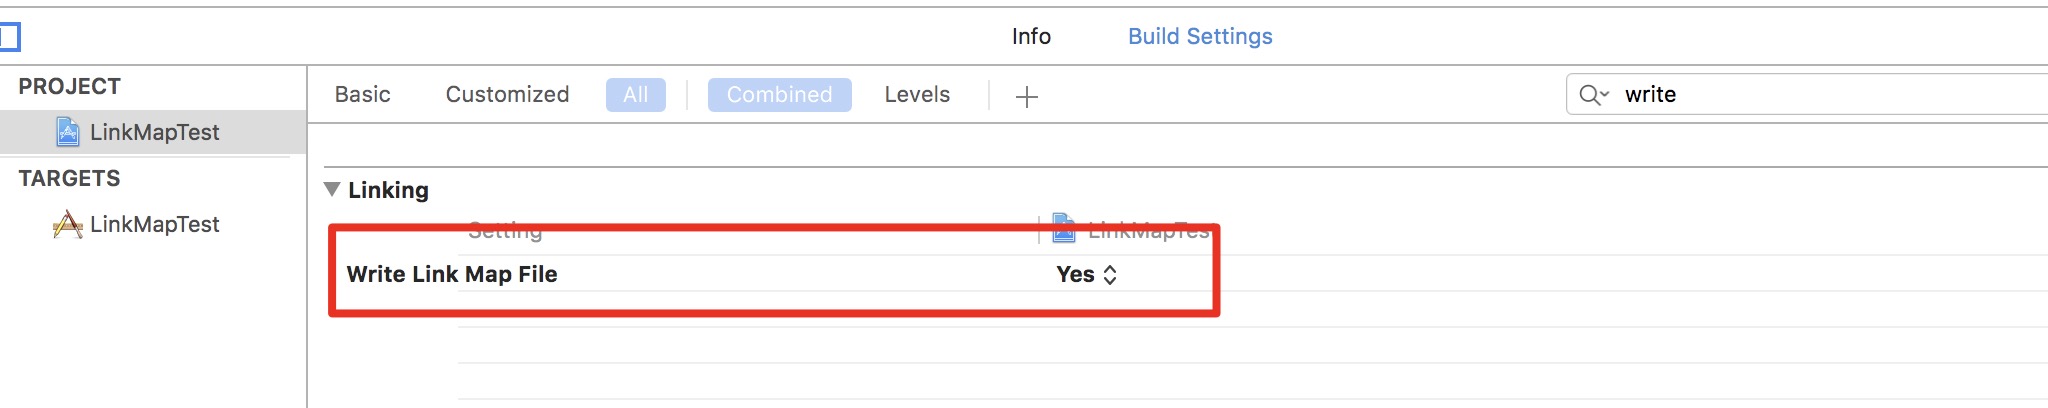 Info Build Settings
PROJECT
Basic Customized All Combined Levels + write
LinkMapTest
TARGETS
Linking
LinkMapTest
Setting LinkMapTes
Write Link Map File Yes